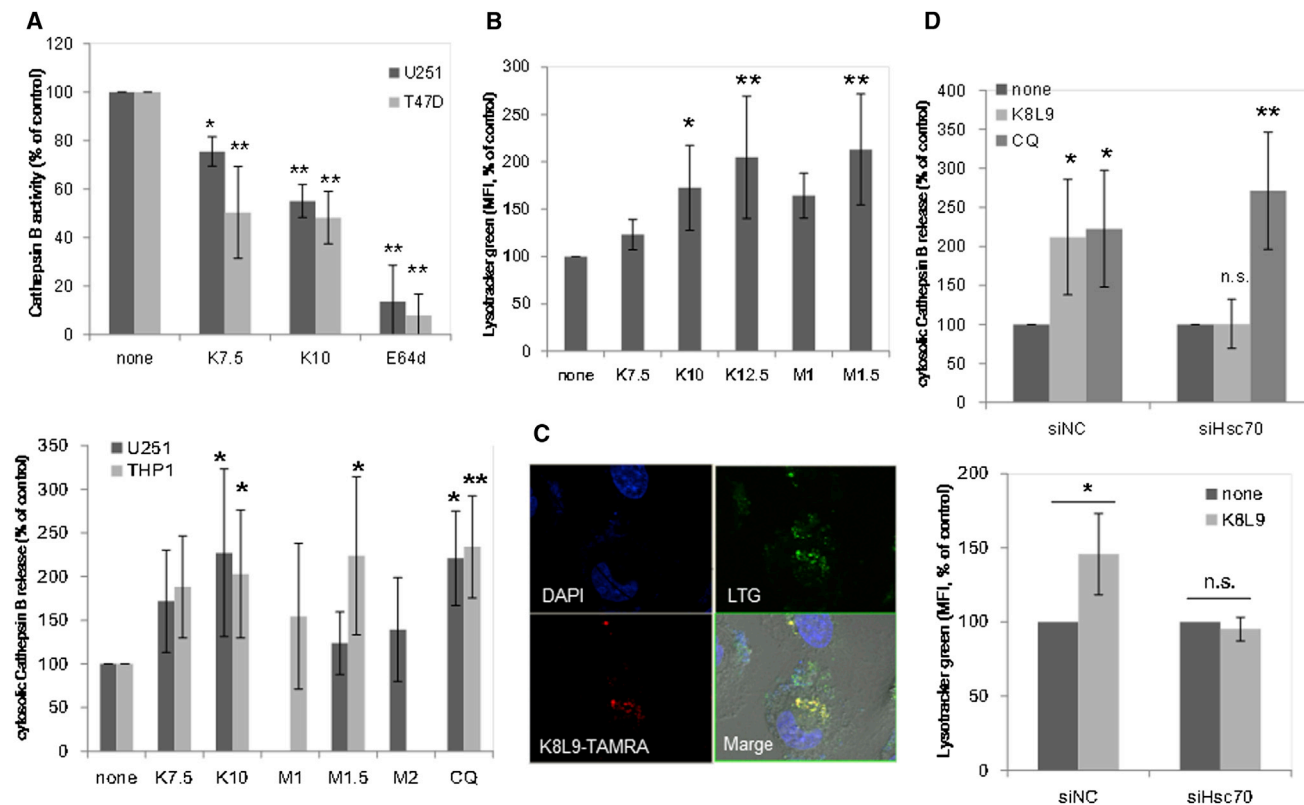 A
Cathepsin B activity (% of control)
120
100
80
60
40
20
0
U251
T47D
*
**
**
**
**
**
none K7.5 K10 E64d
B
Lysotracker green (MFI, % of control)
300
250
200
150
100
50
0
*
**
**
none K7.5 K10 K12.5 M1 M1.5
D
cytosolic Cathepsin B release (% of control)
400
350
300
250
200
150
100
50
0
none
K8L9
CQ
*
*
n.s.
**
siNC siHsc70
cytosolic Cathepsin B release (% of control)
350
300
250
200
150
100
50
0
U251
THP1
*
*
*
*
**
none K7.5 K10 M1 M1.5 M2 CQ
C
DAPI
LTG
K8L9-TAMRA
Marge
Lysotracker green (MFI, % of control)
200
150
100
50
0
none
K8L9
*
n.s.
siNC siHsc70